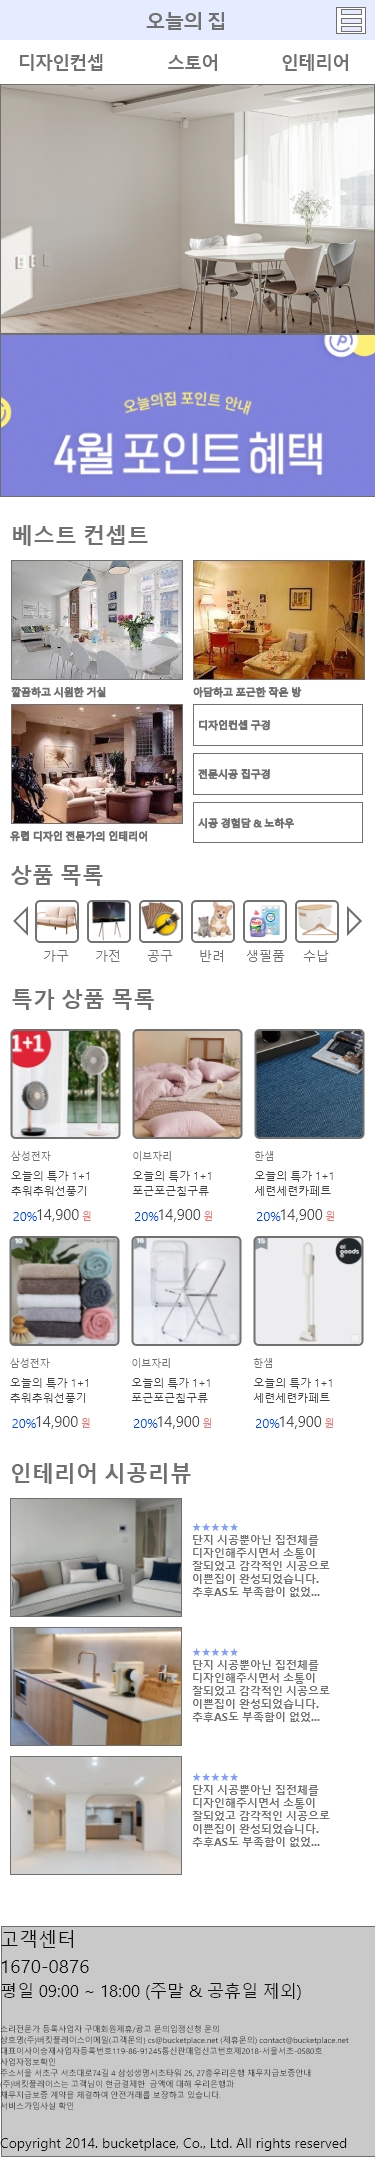 오늘의 집
디자인컨셉 스토어 인테리어
오늘의집 포인트 안내
4월 포인트 혜택
베스트 컨셉트
깔끔하고 시원한 거실 아담하고 포근한 작은 방
디자인컨셉 구경
전문시공 집구경
시공 경험담 & 노하우
유렵 디자인 전문가의 인테리어
상품 목록
가구 가전 공구 반려 생필품 수납
특가 상품 목록
1+1
삼성전자 이브자리 한샘
오늘의 특가 1+1 오늘의 특가 1+1 오늘의 특가 1+1
추워추워선풍기 포근포근침구류 세련세련카페트
20%14,900 원 20%14,900 원 20%14,900 원
10 16 15 oi goods
삼성전자 이브자리 한샘
오늘의 특가 1+1 오늘의 특가 1+1 오늘의 특가 1+1
추워추워선풍기 포근포근침구류 세련세련카페트
20%14,900 원 20%14,900 원 20%14,900 원
인테리어 시공리뷰
★★★★★
단지 시공뿐아닌 집전체를
디자인해주시면서 소통이
잘되었고 감각적인 시공으로
이쁜집이 완성되었습니다.
추후AS도 부족함이 없었...
★★★★★
단지 시공뿐아닌 집전체를
디자인해주시면서 소통이
잘되었고 감각적인 시공으로
이쁜집이 완성되었습니다.
추후AS도 부족함이 없었...
★★★★★
단지 시공뿐아닌 집전체를
디자인해주시면서 소통이
잘되었고 감각적인 시공으로
이쁜집이 완성되었습니다.
추후AS도 부족함이 없었...
고객센터
1670-0876
평일 09:00 ~ 18:00 (주말 & 공휴일 제외)
소리전문가 등록사업자 구매회원제휴/광고 문의입점신청 문의
상호명(주)버킷플레이스이메일(고객문의) cs@bucketplace.net (제휴문의) contact@bucketplace.net
대표이사이승재사업자등록번호119-86-91245통신판매업신고번호제2018-서울서초-0580호
사업자정보확인
주소서울 서초구 서초대로74길 4 삼성생명서초타워 25, 27층우리은행 채무지급보증안내
(주)버킷플레이스는 고객님이 현금결제한 금액에 대해 우리은행과
채무지급보증 계약을 체결하여 안전거래를 보장하고 있습니다.
서비스가입사실 확인
Copyright 2014. bucketplace, Co., Ltd. All rights reserved